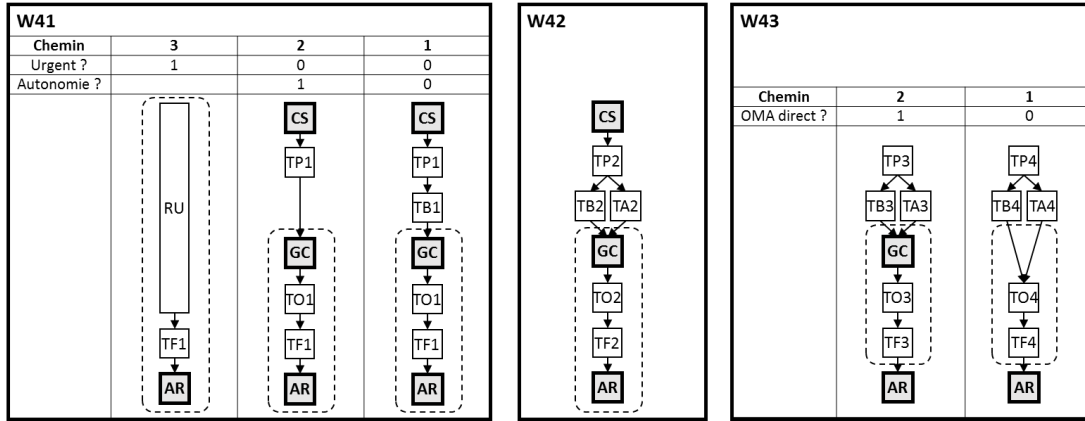 W41
Chemin 3 2 1
Urgent ? 1 0 0
Autonomie ? 1 0
CS CS
TP1 TP1
RU
TB1
GC GC
TO1 TO1
TF1 TF1 TF1
AR AR AR
W42
CS
TP2
TB2 TA2
GC
TO2
TF2
AR
W43
Chemin 2 1
OMA direct ? 1 0
TP3 TP4
TB3 TA3 TB4 TA4
GC
TO3 TO4
TF3 TF4
AR AR